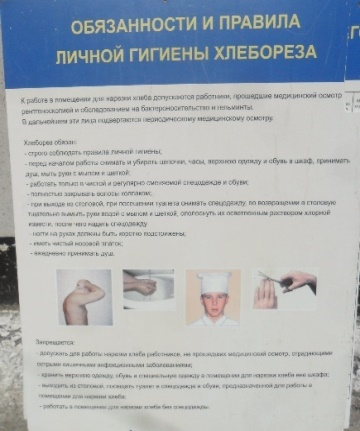 ОБЯЗАННОСТИ И ПРАВИЛА
ЛИЧНОЙ ГИГИЕНЫ ХЛЕБОРЕЗА
К работе в помещении для нарезки хлеба допускаются работники, прошедшие медицинский осмотр
рентгеноскопией и обследованием на бактерионосительство и гельминты.
В дальнейшем эти лица подвергаются периодическому медицинскому осмотру.
Хлеборез обязан:
- строго соблюдать правила личной гигиены;
- перед началом работы снимать и убирать цепочки, часы, верхнюю одежду и обувь в шкаф, принимать
душ, мыть руки с мылом и щеткой;
- работать только в чистой и регулярно сменяемой спецодежде и обуви;
- полностью закрывать волосы колпаком;
- при выходе из столовой, при посещении туалета снимать спецодежду, по возвращении в столовую
тщательно вымыть руки водой с мылом и щеткой, ополоснуть их осветленным раствором хлорной
извести, после чего надеть спецодежду
- ногти на руках должны быть коротко подстрижены;
- иметь чистый носовой платок;
- ежедневно принимать душ.
Запрещается:
- допускать для работы нарезки хлеба работников, не прошедших медицинский осмотр, страдающих
острыми кишечными инфекционными заболеваниями;
- хранить верхнюю одежду, обувь и специальную одежду в помещении для нарезки хлеба вне шкафа;
- выходить из столовой, посещать туалет в спецодежде и обуви, предназначенной для работы в
помещении для нарезки хлеба.
- работать в помещении для нарезки хлеба без спецодежды.